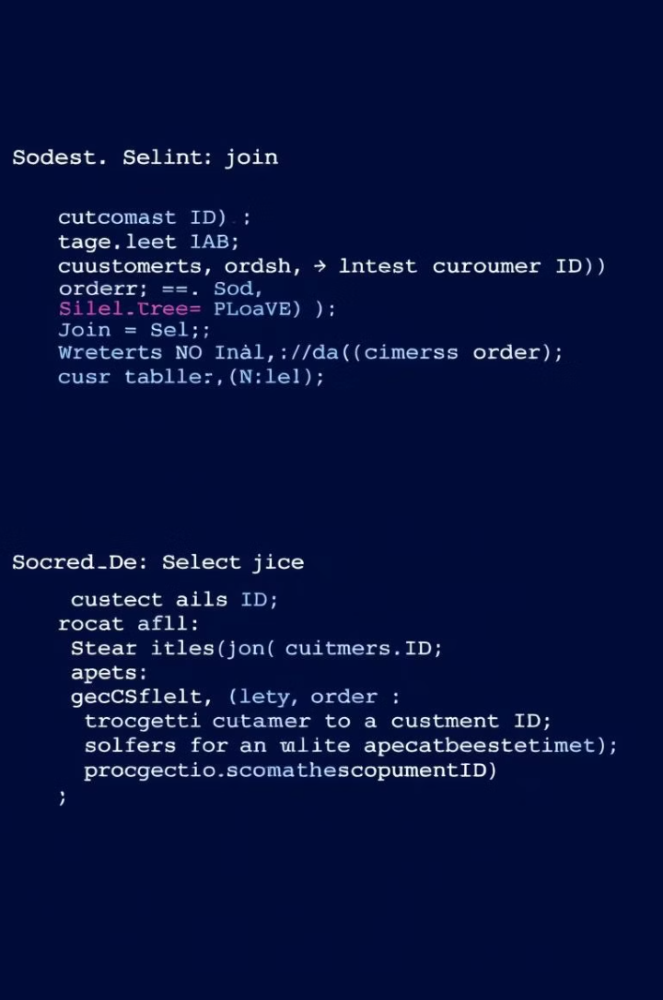 Sodest. Selint: join
cutcomast ID) ;
tage.leet 1AB;
cuustomerts, ordsh, → lntest curoumer ID))
orderr; ==. Sod,
Silel.tree= PLoaVE) );
Join = Sel;;
Wreterts NO Inàl,://da((cimerss order);
cusr tabller,(N:lel);
Socred_De: Select jice
custect ails ID;
rocat afll:
Stear itles(jon( cuitmers.ID;
apets:
gecCSflelt, (lety, order :
trocgetti cutamer to a custment ID;
solfers for an wlite apecatbeestetimet);
procgectio.scomathescopumentID)
;